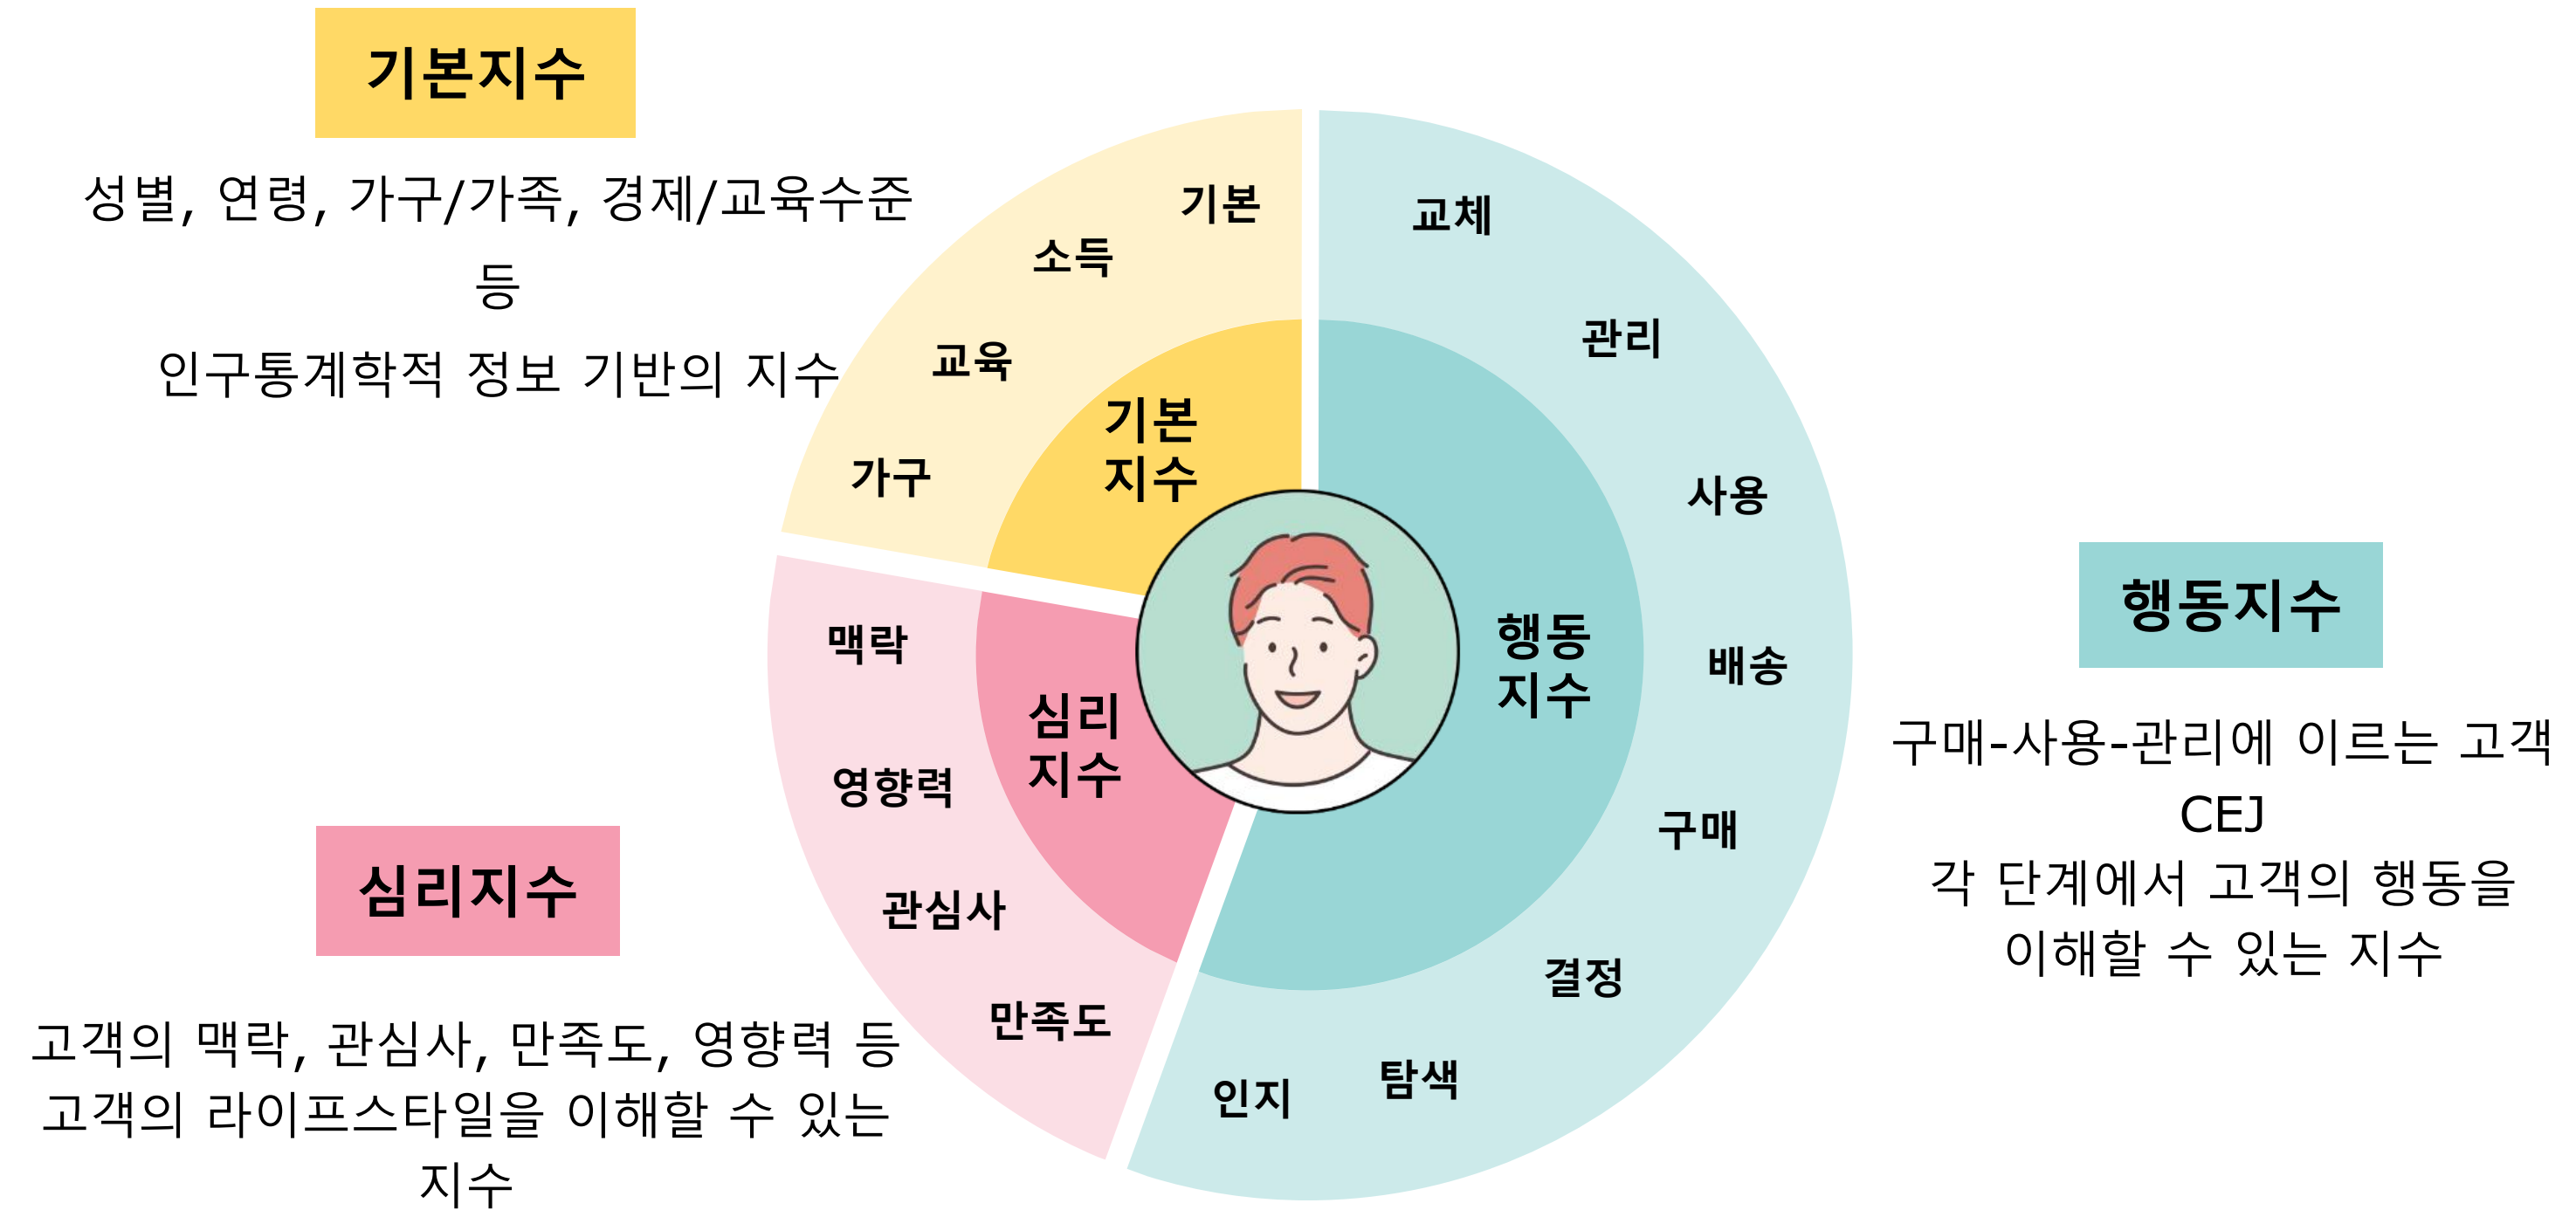 기본지수
성별, 연령, 가구/가족, 경제/교육수준
등
인구통계학적 정보 기반의 지수
기본
소득
교육
가구
기본
지수
교체
관리
사용
배송
구매
결정
탐색
인지
행동
지수
맥락
영향력
관심사
만족도
심리
지수
행동지수
구매-사용-관리에 이르는 고객
CEJ
각 단계에서 고객의 행동을
이해할 수 있는 지수
심리지수
고객의 맥락, 관심사, 만족도, 영향력 등
고객의 라이프스타일을 이해할 수 있는
지수